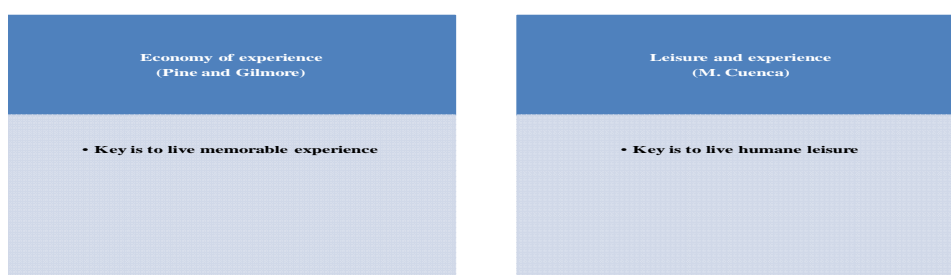 Economy of experience
(Pine and Gilmore)
• Key is to live memorable experience
Leisure and experience
(M. Cuenca)
• Key is to live humane leisure